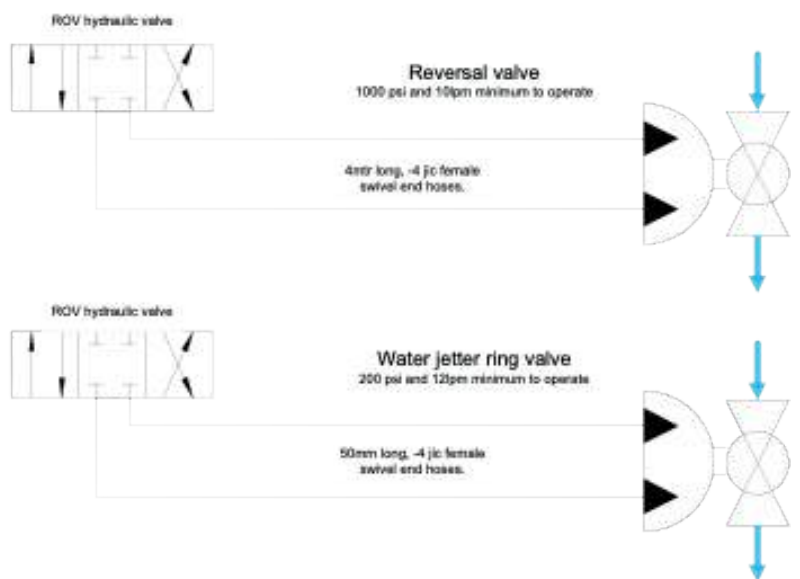 ROV hydraulic valve
Reversal valve
1000 psi and 10lpm minimum to operate
4mtr long, -4 jic female
swivel end hoses.
ROV hydraulic valve
Water jetter ring valve
200 psi and 12lpm minimum to operate
50mm long, -4 jic female
swivel end hoses.